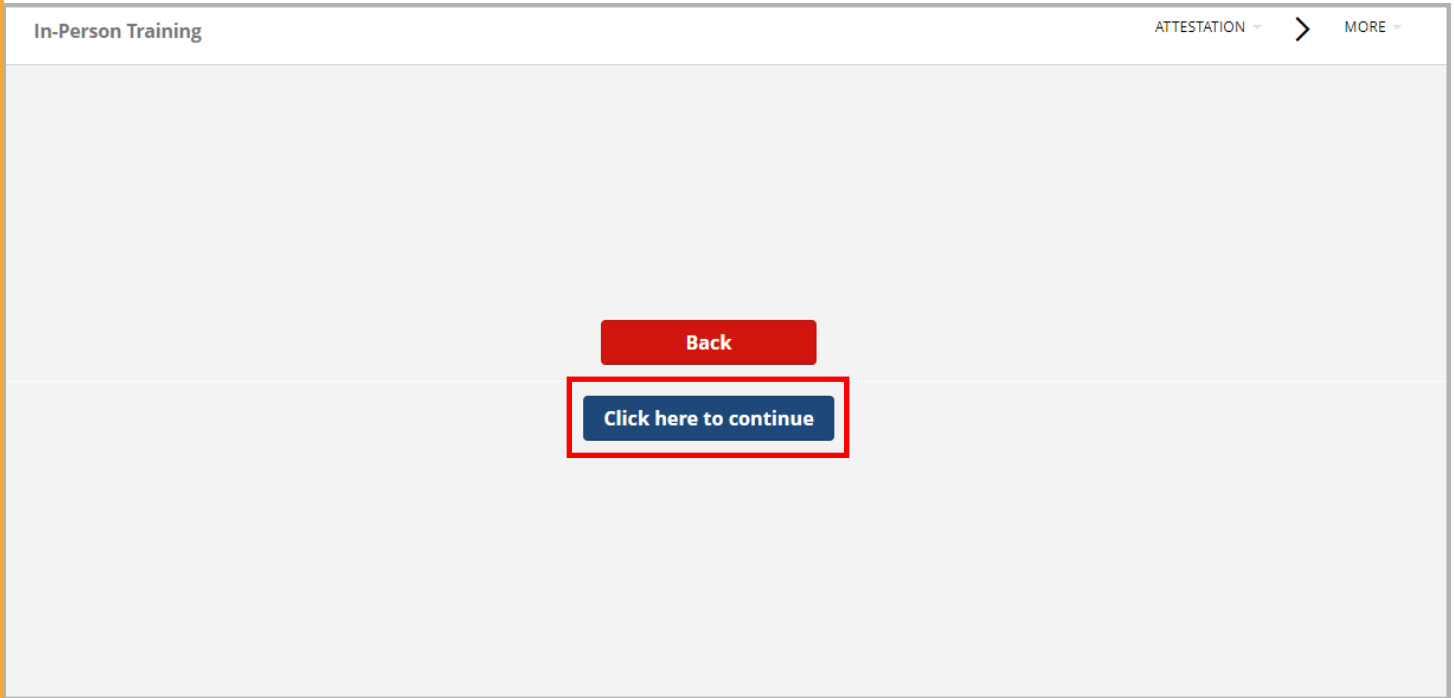 In-Person Training
ATTESTATION
MORE
Back
Click here to continue